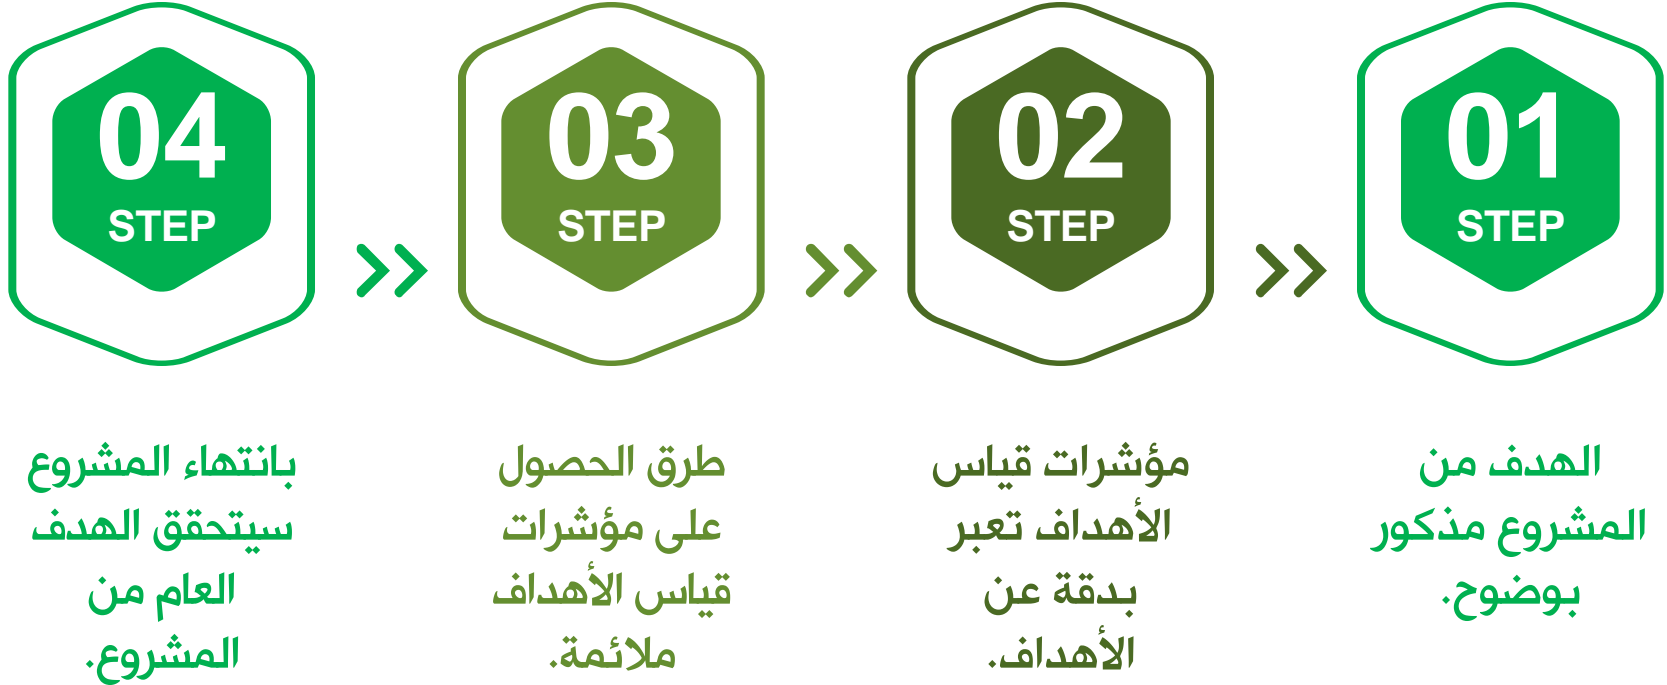 01
STEP
الهدف من
المشروع مذكور
بوضوح.
02
STEP
مؤشرات قياس
الأهداف تعبر
بدقة عن
الأهداف.
03
STEP
طرق الحصول
على مؤشرات
قياس الأهداف
ملائمة.
04
STEP
بانتهاء المشروع
سيتحقق الهدف
العام من
المشروع.